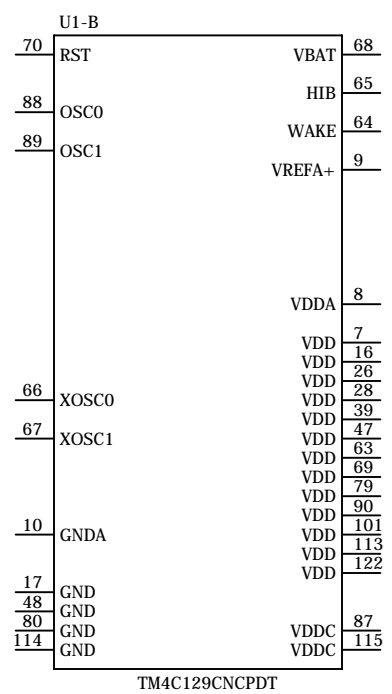 U1-B
70 RST VBAT 68
HIB 65
88 OSC0
WAKE 64
89 OSC1
VREFA+ 9
VDDA 8
VDD 7
VDD 16
VDD 26
66 XOSC0 VDD 28
VDD 39
67 XOSC1 VDD 47
VDD 63
VDD 69
VDD 79
VDD 90
10 GNDA VDD 101
VDD 113
VDD 122
17 GND
48 GND
80 GND VDDC 87
114 GND VDDC 115
TM4C129CNCPDT